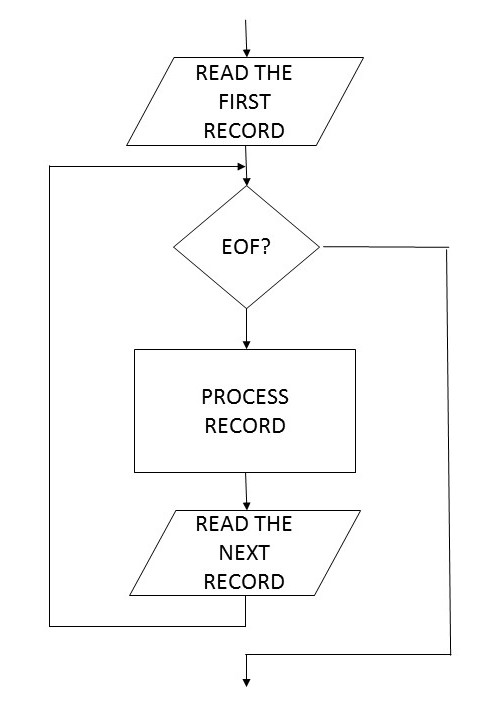 READ THE
FIRST
RECORD
EOF?
PROCESS
RECORD
READ THE
NEXT
RECORD